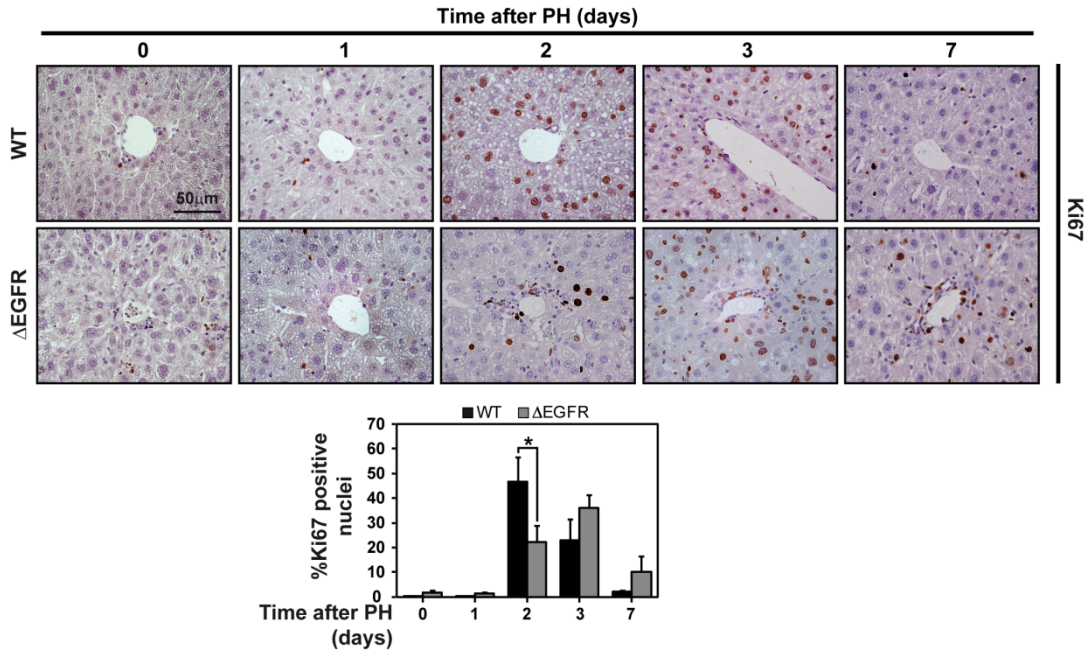 Time after PH (days)
0 1 2 3 7
WT
50μm
ΔEGFR
Ki67
WT ΔEGFR
%Ki67 positive
nuclei
70
60
50
40
30
20
10
0
*
0 1 2 3 7
Time after PH
(days)